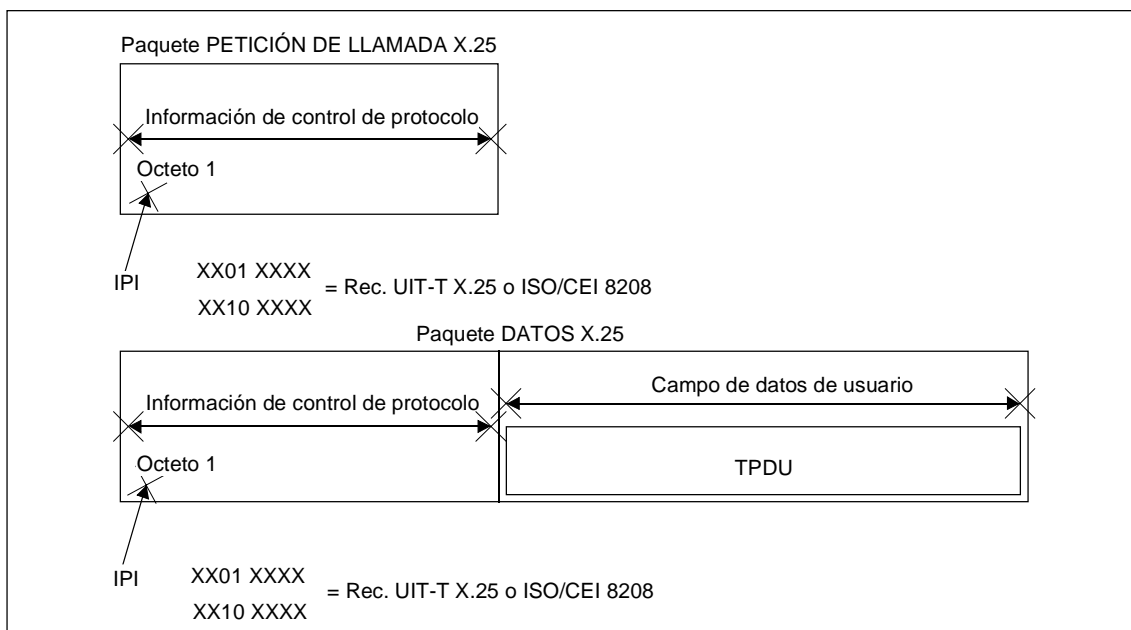 Paquete PETICIÓN DE LLAMADA X.25
Información de control de protocolo
Octeto 1
IPI
XX01 XXXX
XX10 XXXX
= Rec. UIT-T X.25 o ISO/CEI 8208
Paquete DATOS X.25
Información de control de protocolo
Campo de datos de usuario
Octeto 1
TPDU
IPI
XX01 XXXX
XX10 XXXX
= Rec. UIT-T X.25 o ISO/CEI 8208